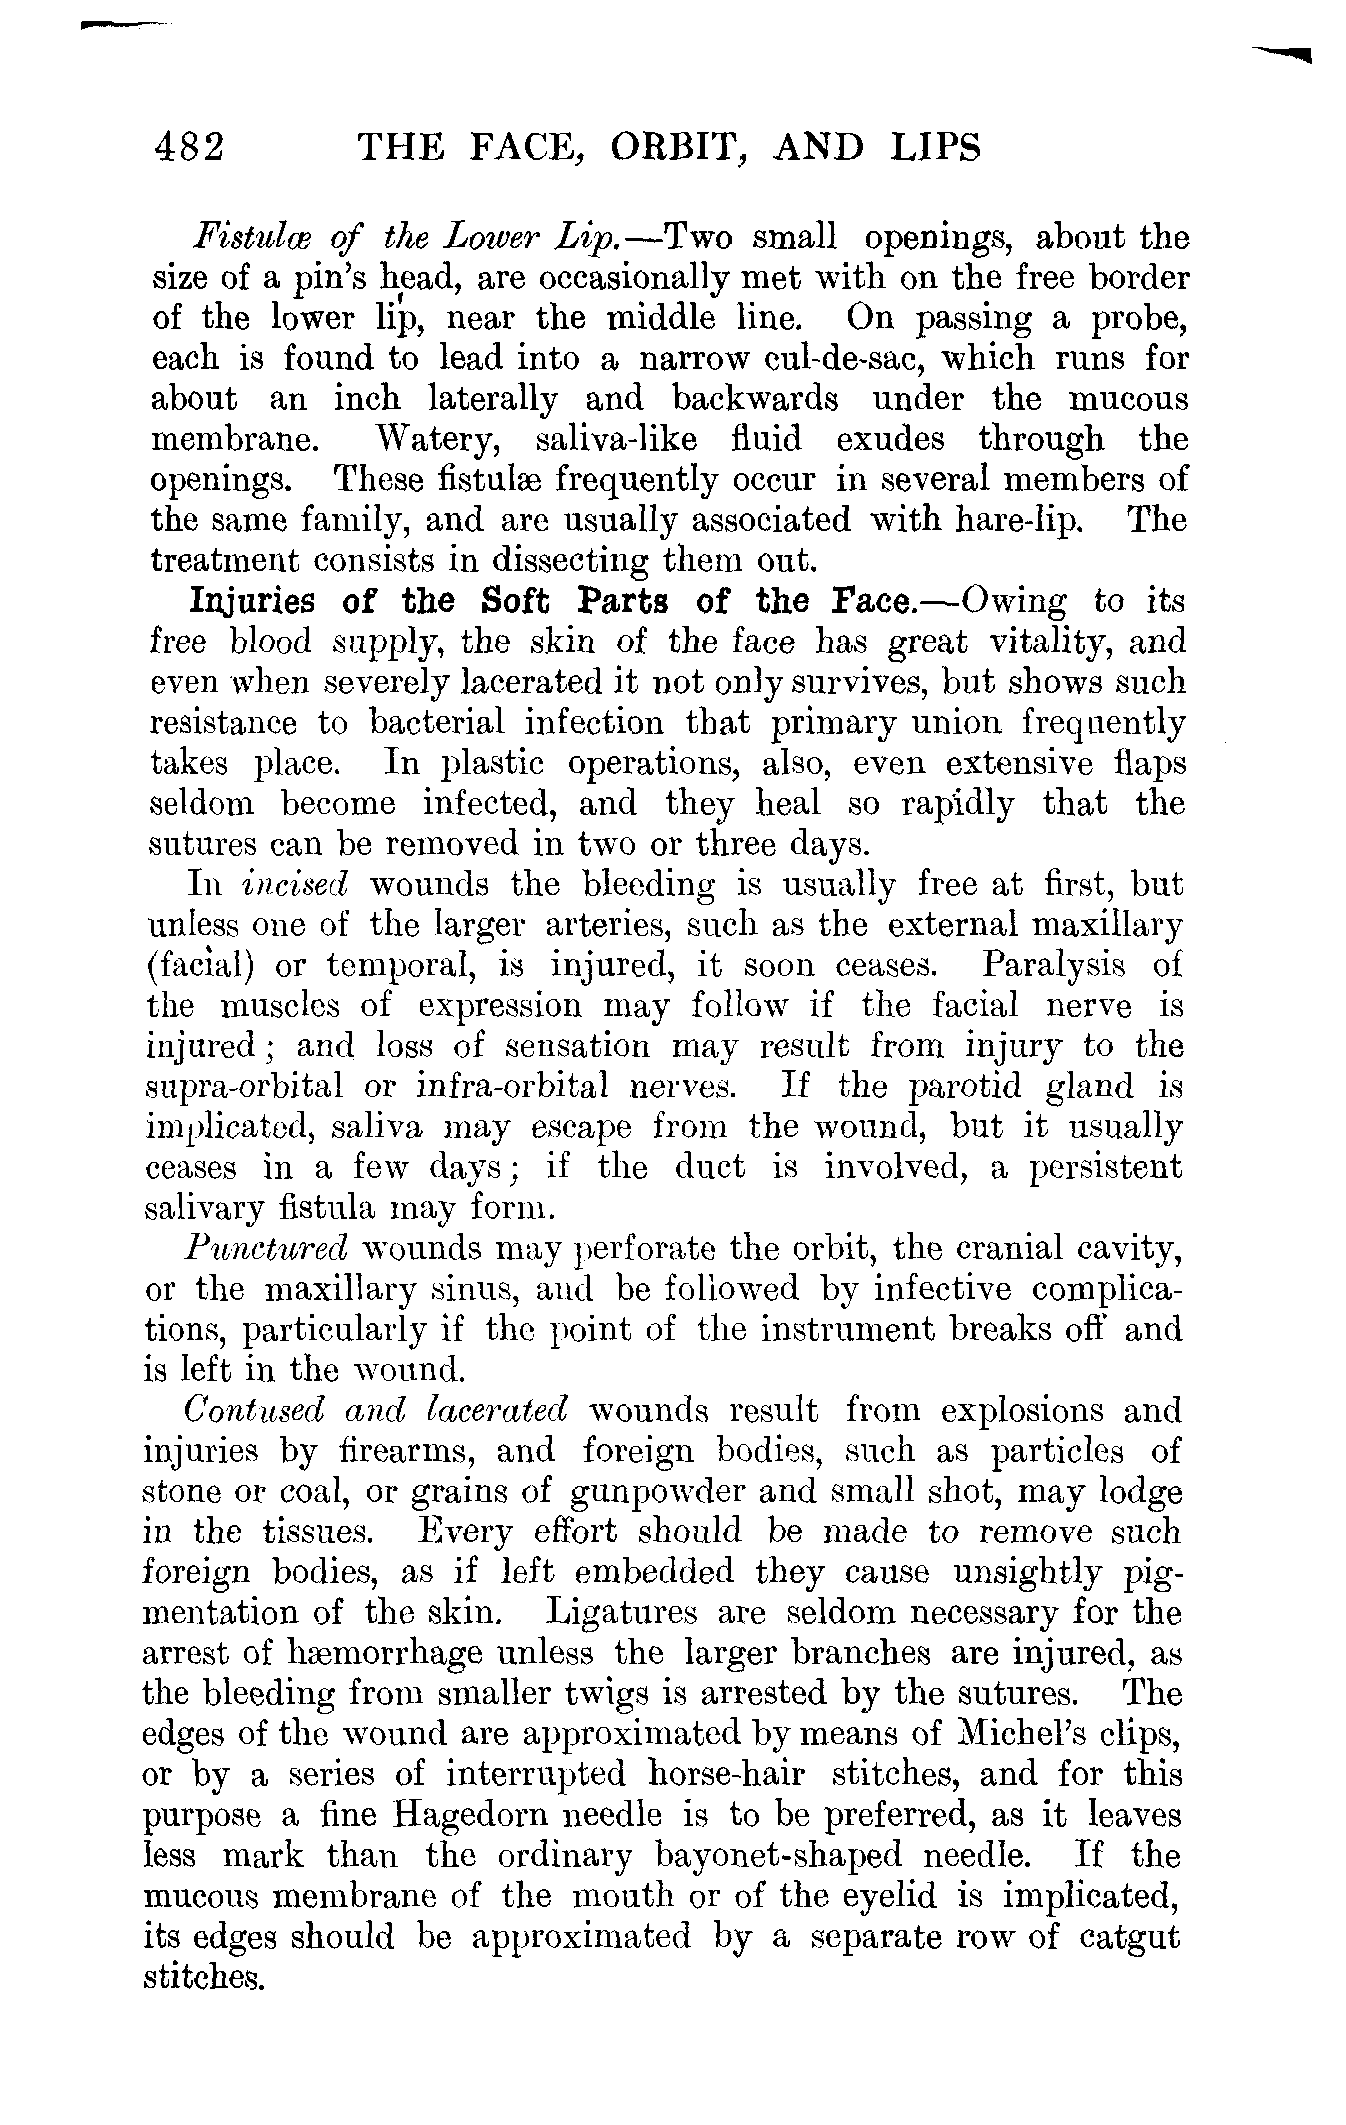 482 THE FACE, ORBIT, AND LIPS
Fistulæ of the Lower Lip.—Two small openings, about the
size of a pin's head, are occasionally met with on the free border
of the lower lip, near the middle line. On passing a probe,
each is found to lead into a narrow cul-de-sac, which runs for
about an inch laterally and backwards under the mucous
membrane. Watery, saliva-like fluid exudes through the
openings. These fistulæ frequently occur in several members of
the same family, and are usually associated with hare-lip. The
treatment consists in dissecting them out.
Injuries of the Soft Parts of the Face.—Owing to its
free blood supply, the skin of the face has great vitality, and
even when severely lacerated it not only survives, but shows such
resistance to bacterial infection that primary union frequently
takes place. In plastic operations, also, even extensive flaps
seldom become infected, and they heal so rapidly that the
sutures can be removed in two or three days.
In incised wounds the bleeding is usually free at first, but
unless one of the larger arteries, such as the external maxillary
(facial) or temporal, is injured, it soon ceases. Paralysis of
the muscles of expression may follow if the facial nerve is
injured; and loss of sensation may result from injury to the
supra-orbital or infra-orbital nerves. If the parotid gland is
implicated, saliva may escape from the wound, but it usually
ceases in a few days; if the duct is involved, a persistent
salivary fistula may form.
Punctured wounds may perforate the orbit, the cranial cavity,
or the maxillary sinus, and be followed by infective complica-
tions, particularly if the point of the instrument breaks off and
is left in the wound.
Contused and lacerated wounds result from explosions and
injuries by firearms, and foreign bodies, such as particles of
stone or coal, or grains of gunpowder and small shot, may lodge
in the tissues. Every effort should be made to remove such
foreign bodies, as if left embedded they cause unsightly pig-
mentation of the skin. Ligatures are seldom necessary for the
arrest of hæmorrhage unless the larger branches are injured, as
the bleeding from smaller twigs is arrested by the sutures. The
edges of the wound are approximated by means of Michel's clips,
or by a series of interrupted horse-hair stitches, and for this
purpose a fine Hagedorn needle is to be preferred, as it leaves
less mark than the ordinary bayonet-shaped needle. If the
mucous membrane of the mouth or of the eyelid is implicated,
its edges should be approximated by a separate row of catgut
stitches.